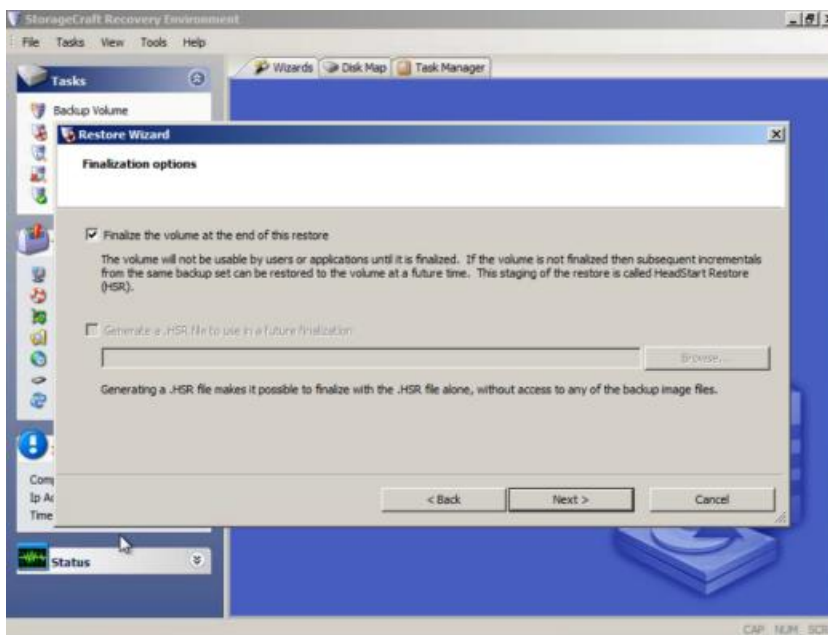 StorageCraft Recovery Environment
File Tasks View Tools Help
Tasks
Wizards Disk Map Task Manager
Backup Volume
Restore Wizard
Finalization options
Finalize the volume at the end of this restore
The volume will not be usable by users or applications until it is finalized. If the volume is not finalized then subsequent incrementals
from the same backup set can be restored to the volume at a future time. This staging of the restore is called HeadStart Restore
(HSR).
Generate a .HSR file to use in a future finalization
Browse...
Generating a .HSR file makes it possible to finalize with the .HSR file alone, without access to any of the backup image files.
< Back Next > Cancel
Com
Ip Ad
Time
Status
CAP NUM SCR